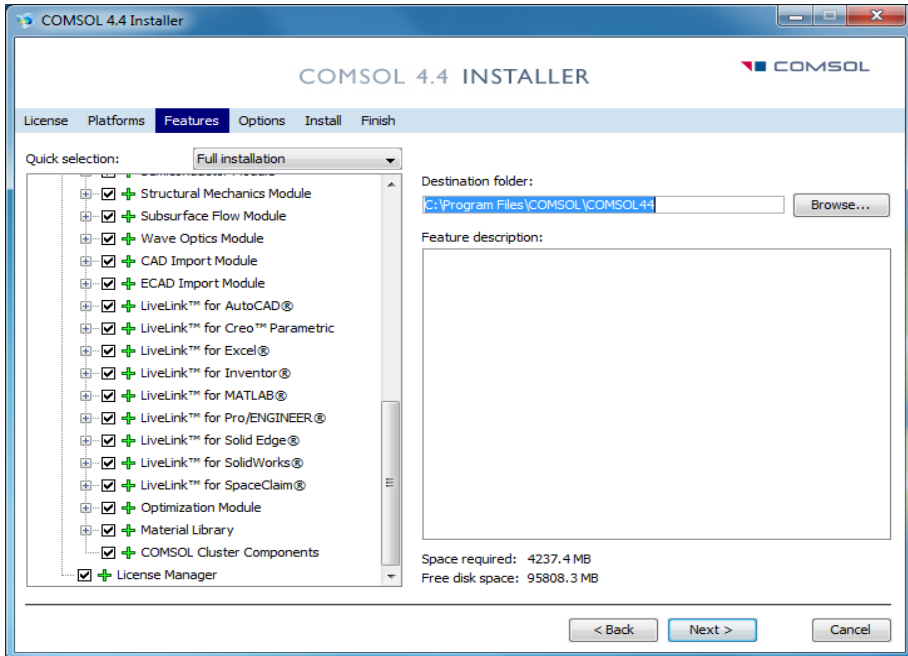 COMSOL 4.4 Installer
COMSOL 4.4 INSTALLER
COMSOL
License Platforms Features Options Install Finish
Quick selection: Full installation
Structural Mechanics Module
Subsurface Flow Module
Wave Optics Module
CAD Import Module
ECAD Import Module
LiveLink™ for AutoCAD®
LiveLink™ for Creo™ Parametric
LiveLink™ for Excel®
LiveLink™ for Inventor®
LiveLink™ for MATLAB®
LiveLink™ for Pro/ENGINEER®
LiveLink™ for Solid Edge®
LiveLink™ for SolidWorks®
LiveLink™ for SpaceClaim®
Optimization Module
Material Library
COMSOL Cluster Components
License Manager
Destination folder:
C:\Program Files\COMSOL\COMSOL44
Browse...
Feature description:
Space required: 4237.4 MB
Free disk space: 95808.3 MB
< Back Next > Cancel